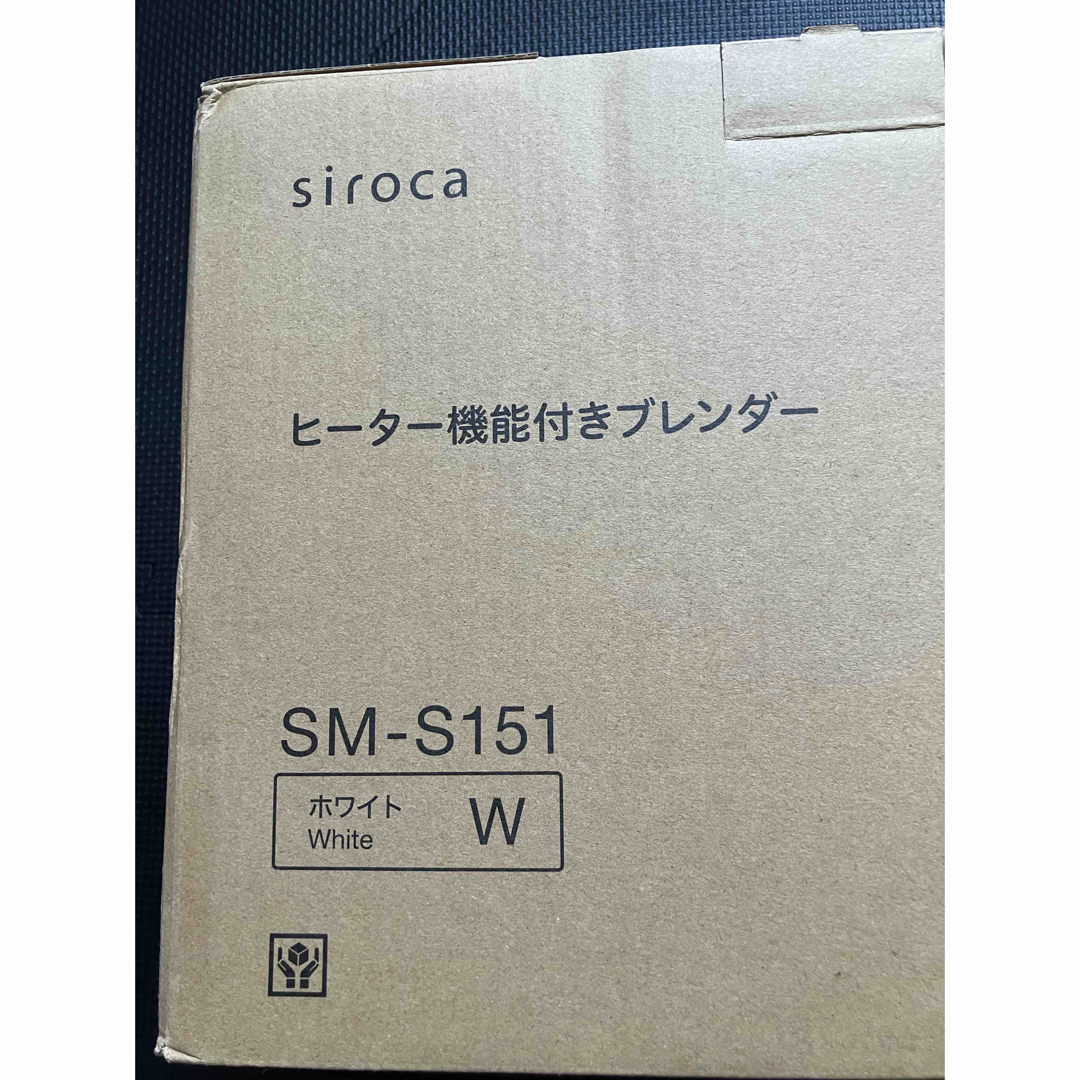 siroca
ヒーター機能付きブレンダー
SM-S151
ホワイト
White
W